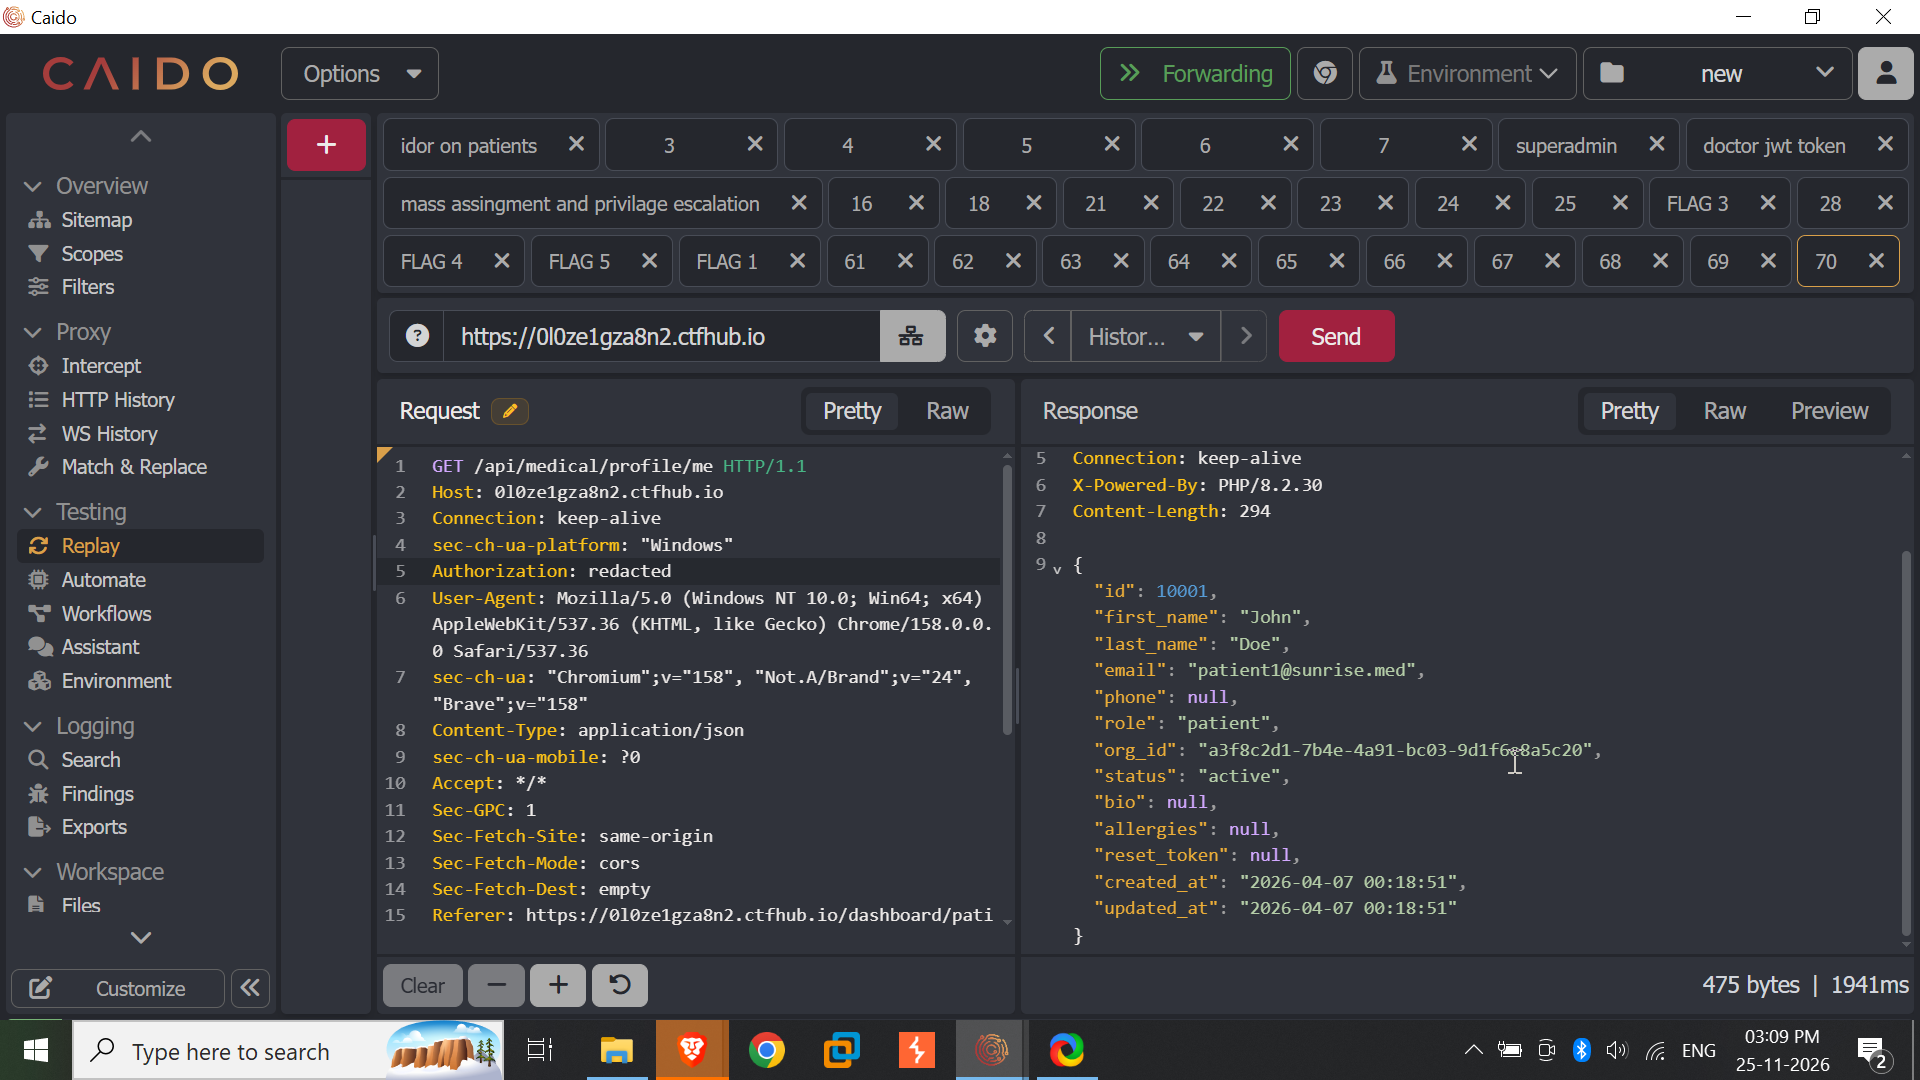 Caido
CAIDO
Options
Forwarding
Environment
new
idor on patients
3
4
5
6
7
superadmin
doctor jwt token
mass assingment and privilage escalation
16
18
21
22
23
24
25
FLAG 3
28
FLAG 4
FLAG 5
FLAG 1
61
62
63
64
65
66
67
68
69
70
Overview
Sitemap
Scopes
Filters
Proxy
Intercept
HTTP History
WS History
Match & Replace
Testing
Replay
Automate
Workflows
Assistant
Environment
Logging
Search
Findings
Exports
Workspace
Files
Customize
https://0l0ze1gza8n2.ctfhub.io
Histor...
Send
Request
Pretty
Raw
1 GET /api/medical/profile/me HTTP/1.1
2 Host: 0l0ze1gza8n2.ctfhub.io
3 Connection: keep-alive
4 sec-ch-ua-platform: "Windows"
5 Authorization: redacted
6 User-Agent: Mozilla/5.0 (Windows NT 10.0; Win64; x64)
AppleWebKit/537.36 (KHTML, like Gecko) Chrome/158.0.0.
0 Safari/537.36
7 sec-ch-ua: "Chromium";v="158", "Not.A/Brand";v="24",
"Brave";v="158"
8 Content-Type: application/json
9 sec-ch-ua-mobile: ?0
10 Accept: */*
11 Sec-GPC: 1
12 Sec-Fetch-Site: same-origin
13 Sec-Fetch-Mode: cors
14 Sec-Fetch-Dest: empty
15 Referer: https://0l0ze1gza8n2.ctfhub.io/dashboard/pati
Clear
Response
Pretty
Raw
Preview
5 Connection: keep-alive
6 X-Powered-By: PHP/8.2.30
7 Content-Length: 294
8
9 {
"id": 10001,
"first_name": "John",
"last_name": "Doe",
"email": "patient1@sunrise.med",
"phone": null,
"role": "patient",
"org_id": "a3f8c2d1-7b4e-4a91-bc03-9d1f6e8a5c20",
"status": "active",
"bio": null,
"allergies": null,
"reset_token": null,
"created_at": "2026-04-07 00:18:51",
"updated_at": "2026-04-07 00:18:51"
}
475 bytes | 1941ms
Type here to search
ENG
03:09 PM
25-11-2026
2